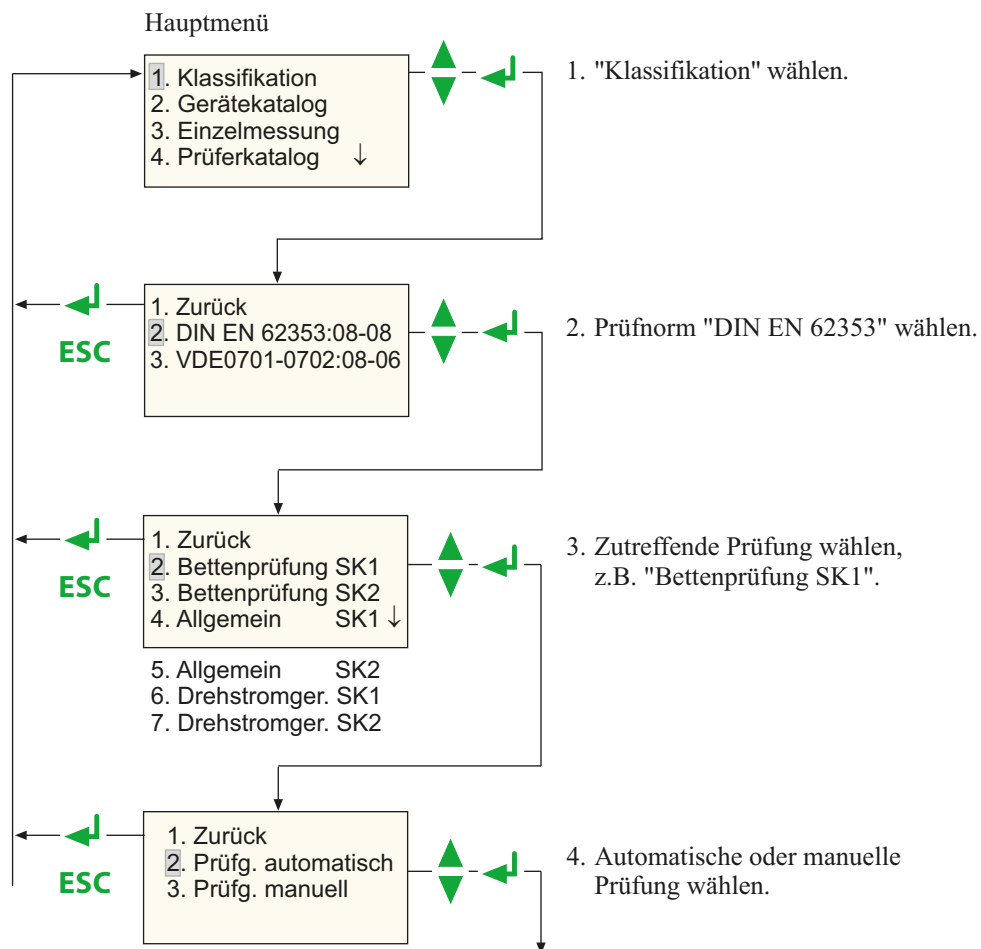 Hauptmenü
1. Klassifikation
2. Gerätekatalog
3. Einzelmessung
4. Prüferkatalog ↓
1. "Klassifikation" wählen.
1. Zurück
2. DIN EN 62353:08-08
3. VDE0701-0702:08-06
ESC
2. Prüfnorm "DIN EN 62353" wählen.
1. Zurück
2. Bettenprüfung SK1
3. Bettenprüfung SK2
4. Allgemein SK1 ↓
5. Allgemein SK2
6. Drehstromger. SK1
7. Drehstromger. SK2
ESC
3. Zutreffende Prüfung wählen,
z.B. "Bettenprüfung SK1".
1. Zurück
2. Prüfg. automatisch
3. Prüfg. manuell
ESC
4. Automatische oder manuelle
Prüfung wählen.